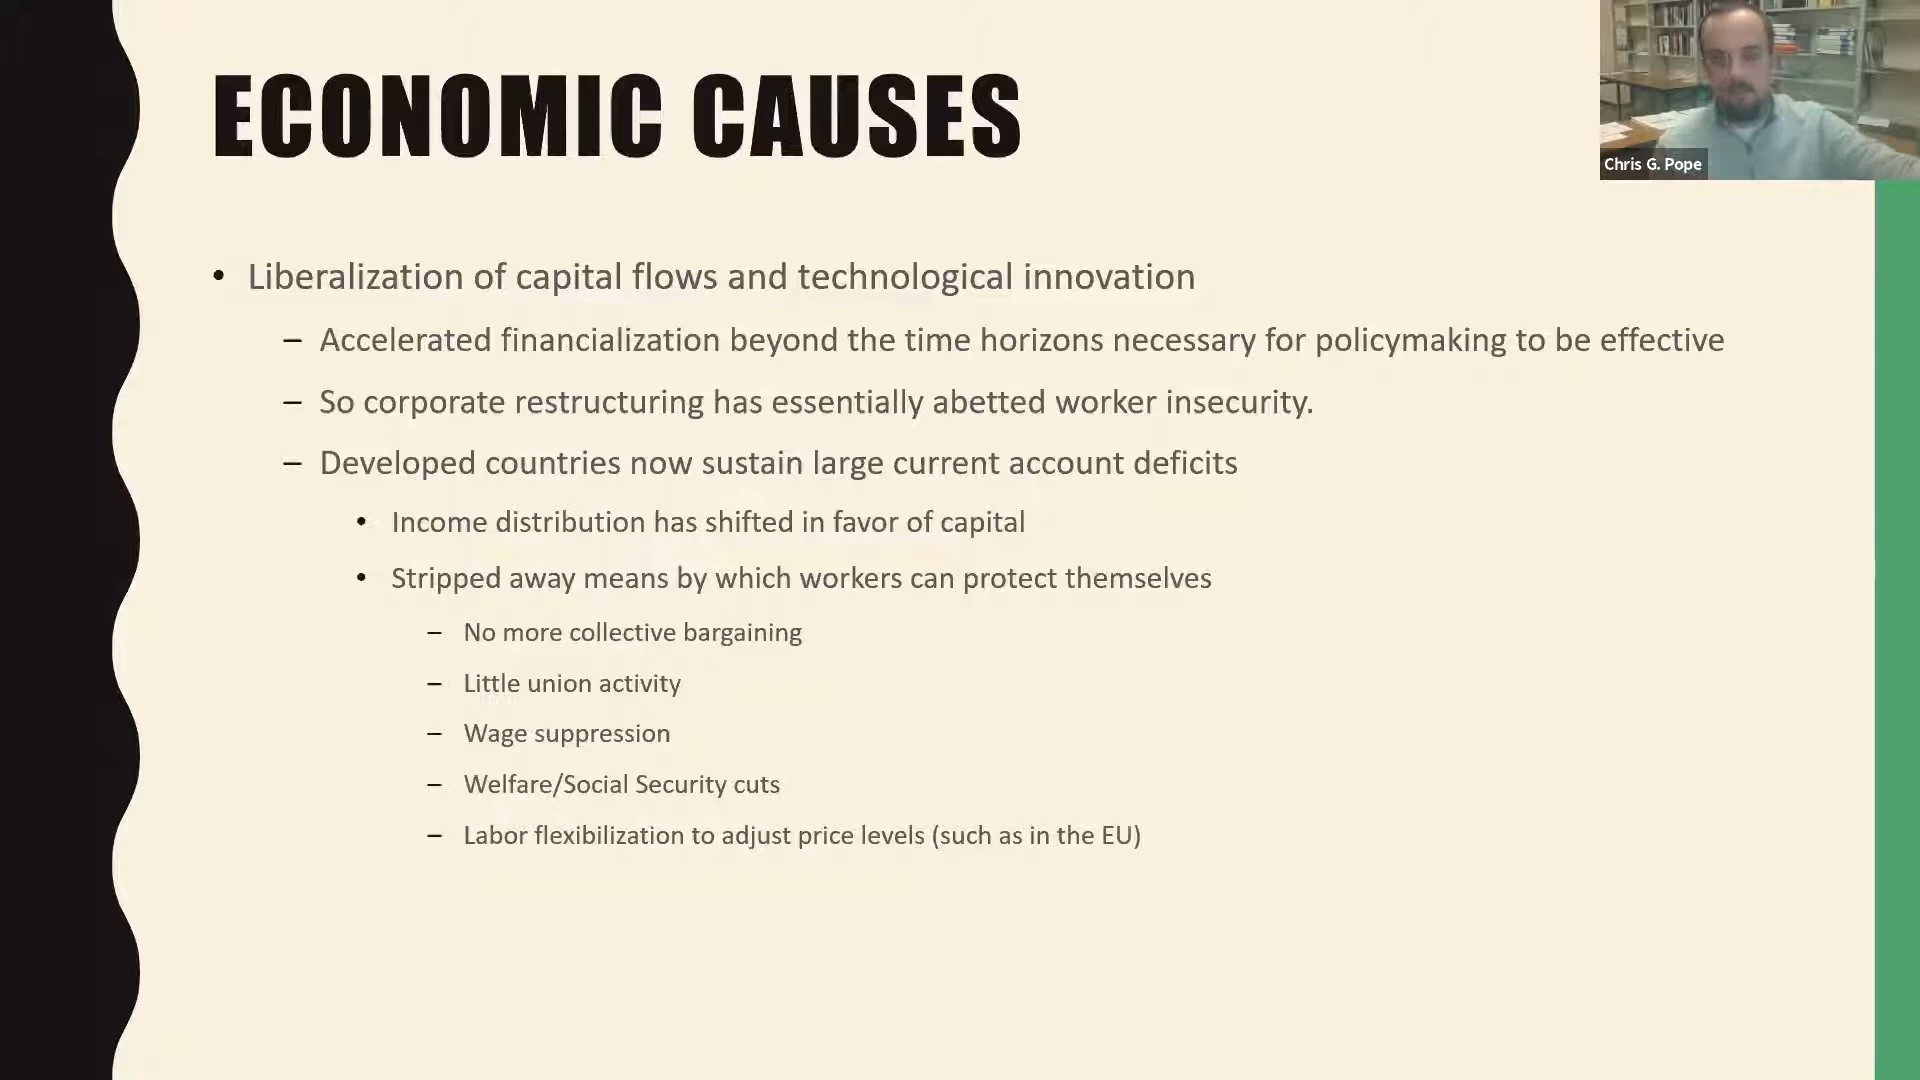 ECONOMIC CAUSES
Chris G. Pope
• Liberalization of capital flows and technological innovation
– Accelerated financialization beyond the time horizons necessary for policymaking to be effective
– So corporate restructuring has essentially abetted worker insecurity.
– Developed countries now sustain large current account deficits
• Income distribution has shifted in favor of capital
• Stripped away means by which workers can protect themselves
– No more collective bargaining
– Little union activity
– Wage suppression
– Welfare/Social Security cuts
– Labor flexibilization to adjust price levels (such as in the EU)